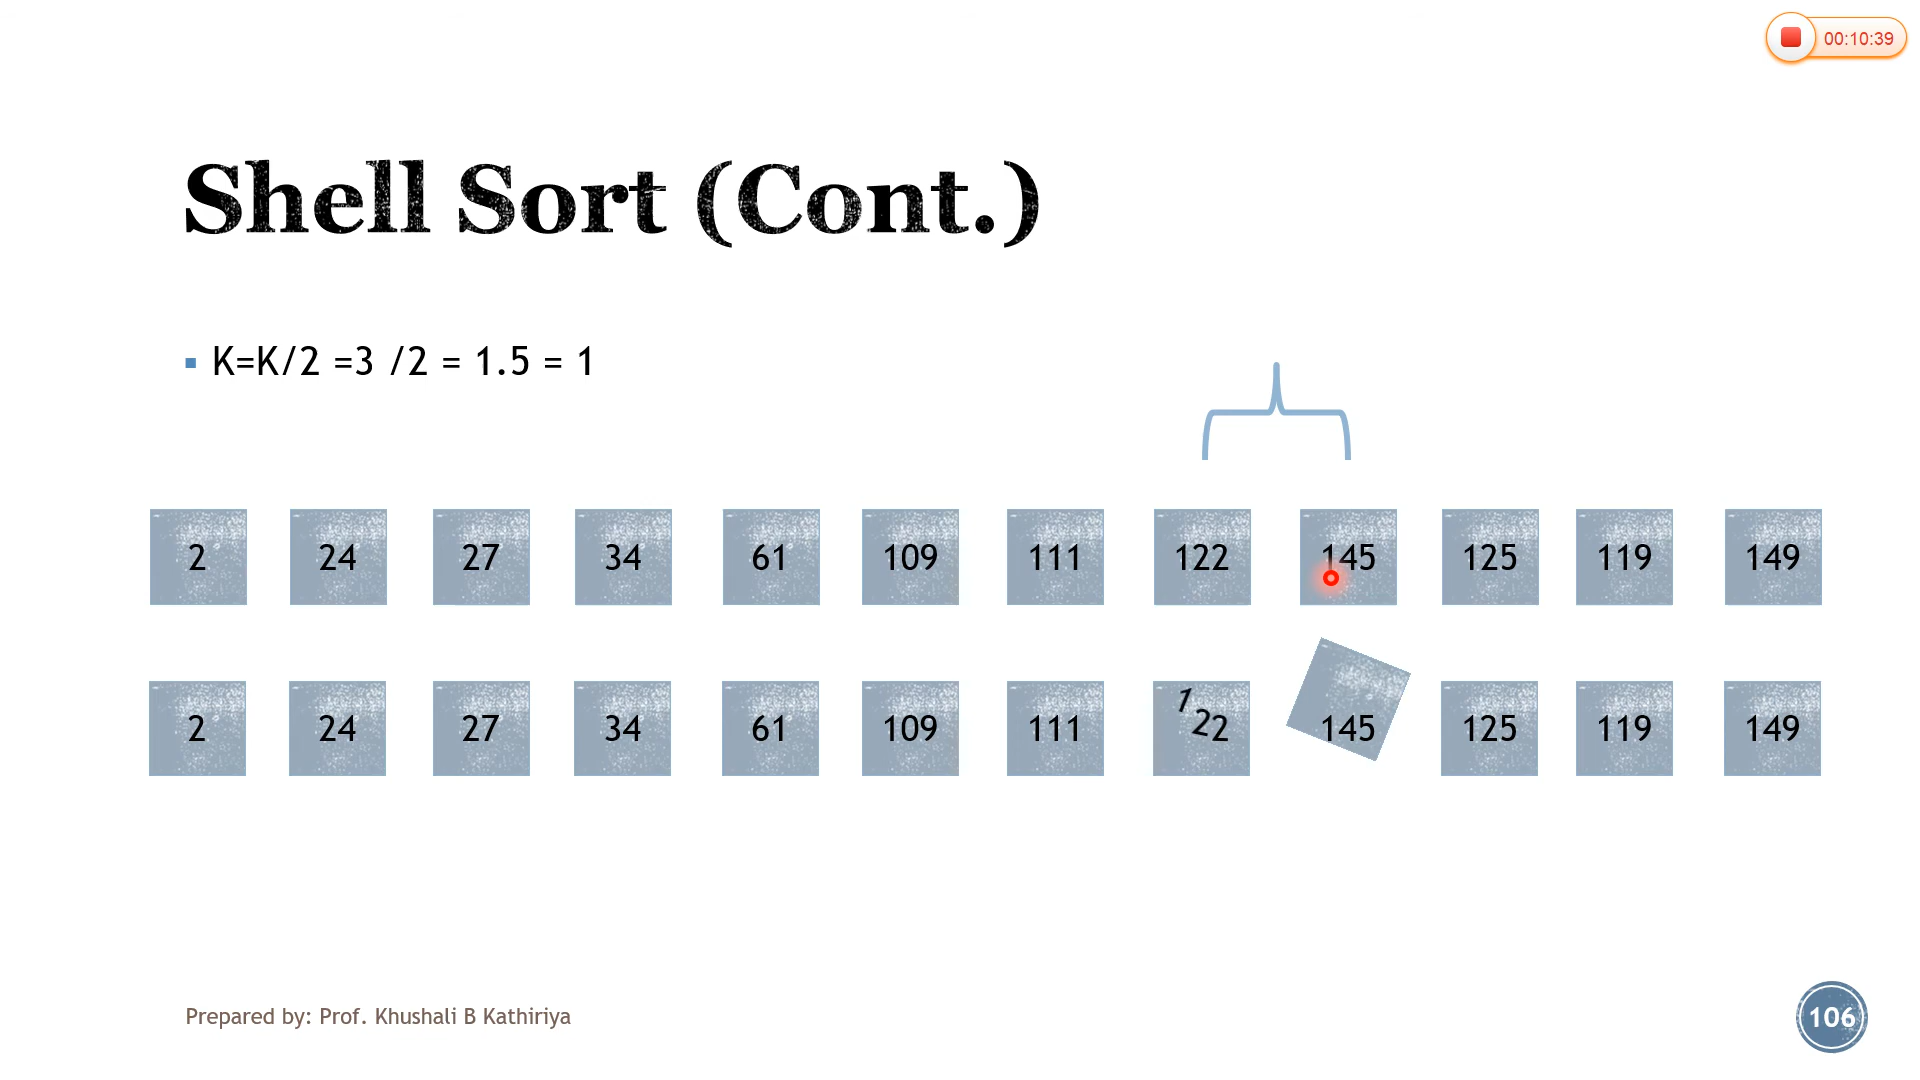 00:10:39
Shell Sort (Cont.)
▪ K=K/2 =3 /2 = 1.5 = 1
2 24 27 34 61 109 111 122 145 125 119 149
2 24 27 34 61 109 111 122 145 125 119 149
Prepared by: Prof. Khushali B Kathiriya
106